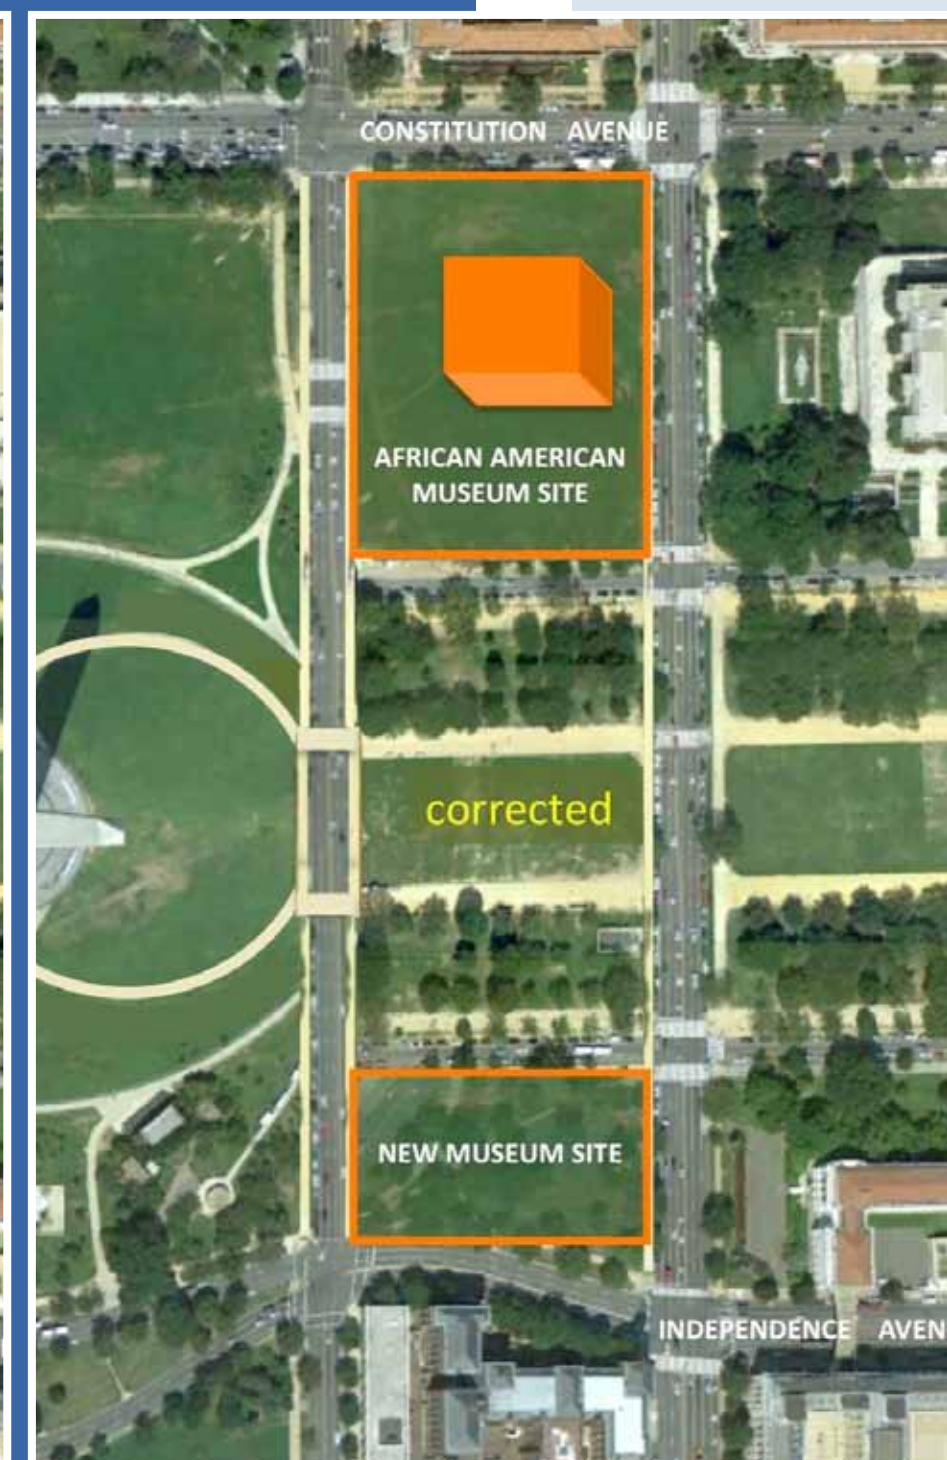 CONSTITUTION AVENUE
AFRICAN AMERICAN
MUSEUM SITE
corrected
NEW MUSEUM SITE
INDEPENDENCE AVEN